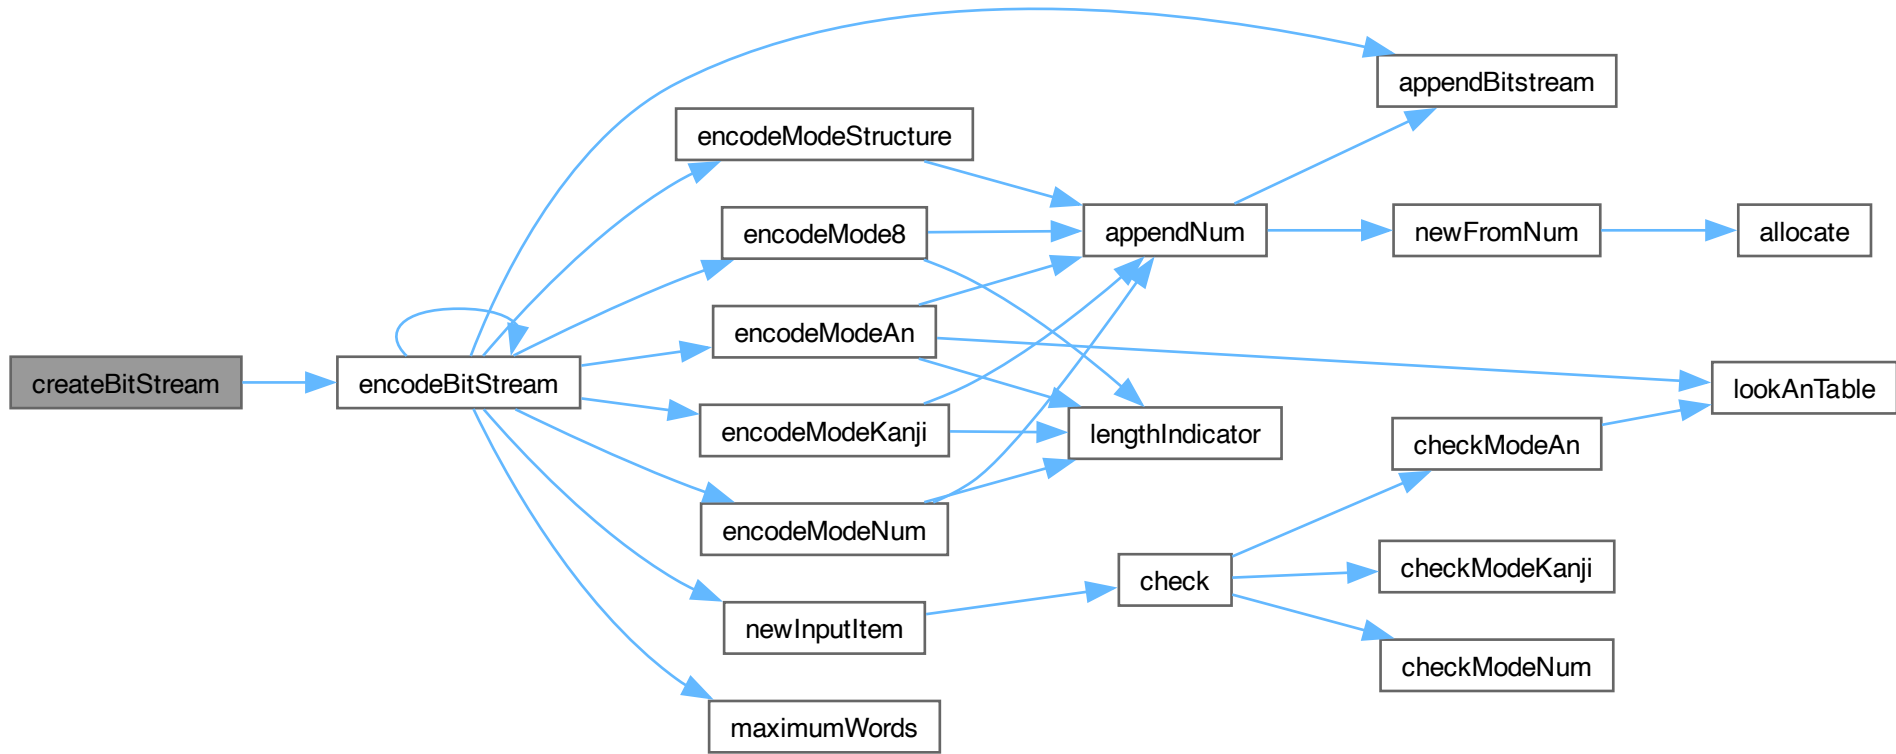 createBitStream
encodeBitStream
encodeModeStructure
encodeMode8
encodeModeAn
encodeModeKanji
encodeModeNum
newInputItem
maximumWords
appendNum
lengthIndicator
check
appendBitstream
newFromNum
checkModeAn
checkModeKanji
checkModeNum
allocate
lookAnTable